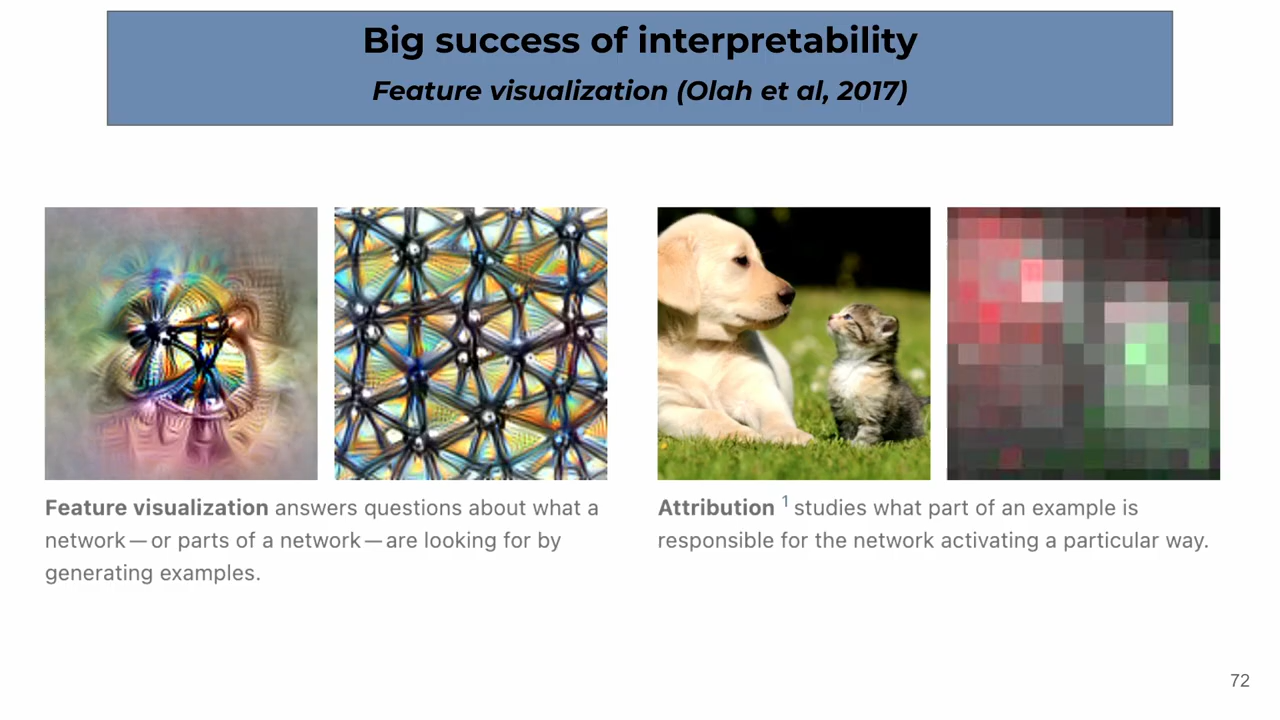 Big success of interpretability
Feature visualization (Olah et al, 2017)
Feature visualization answers questions about what a
network — or parts of a network — are looking for by
generating examples.
Attribution 1 studies what part of an example is
responsible for the network activating a particular way.
72